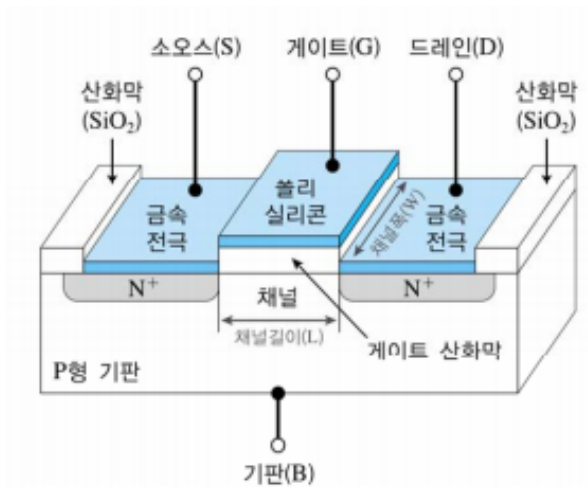 소오스(S)
게이트(G)
드레인(D)
산화막
(SiO₂)
산화막
(SiO₂)
폴리
실리콘
금속
전극
채널폭(W)
금속
전극
N⁺
채널
N⁺
채널길이(L)
게이트 산화막
P형 기판
기판(B)